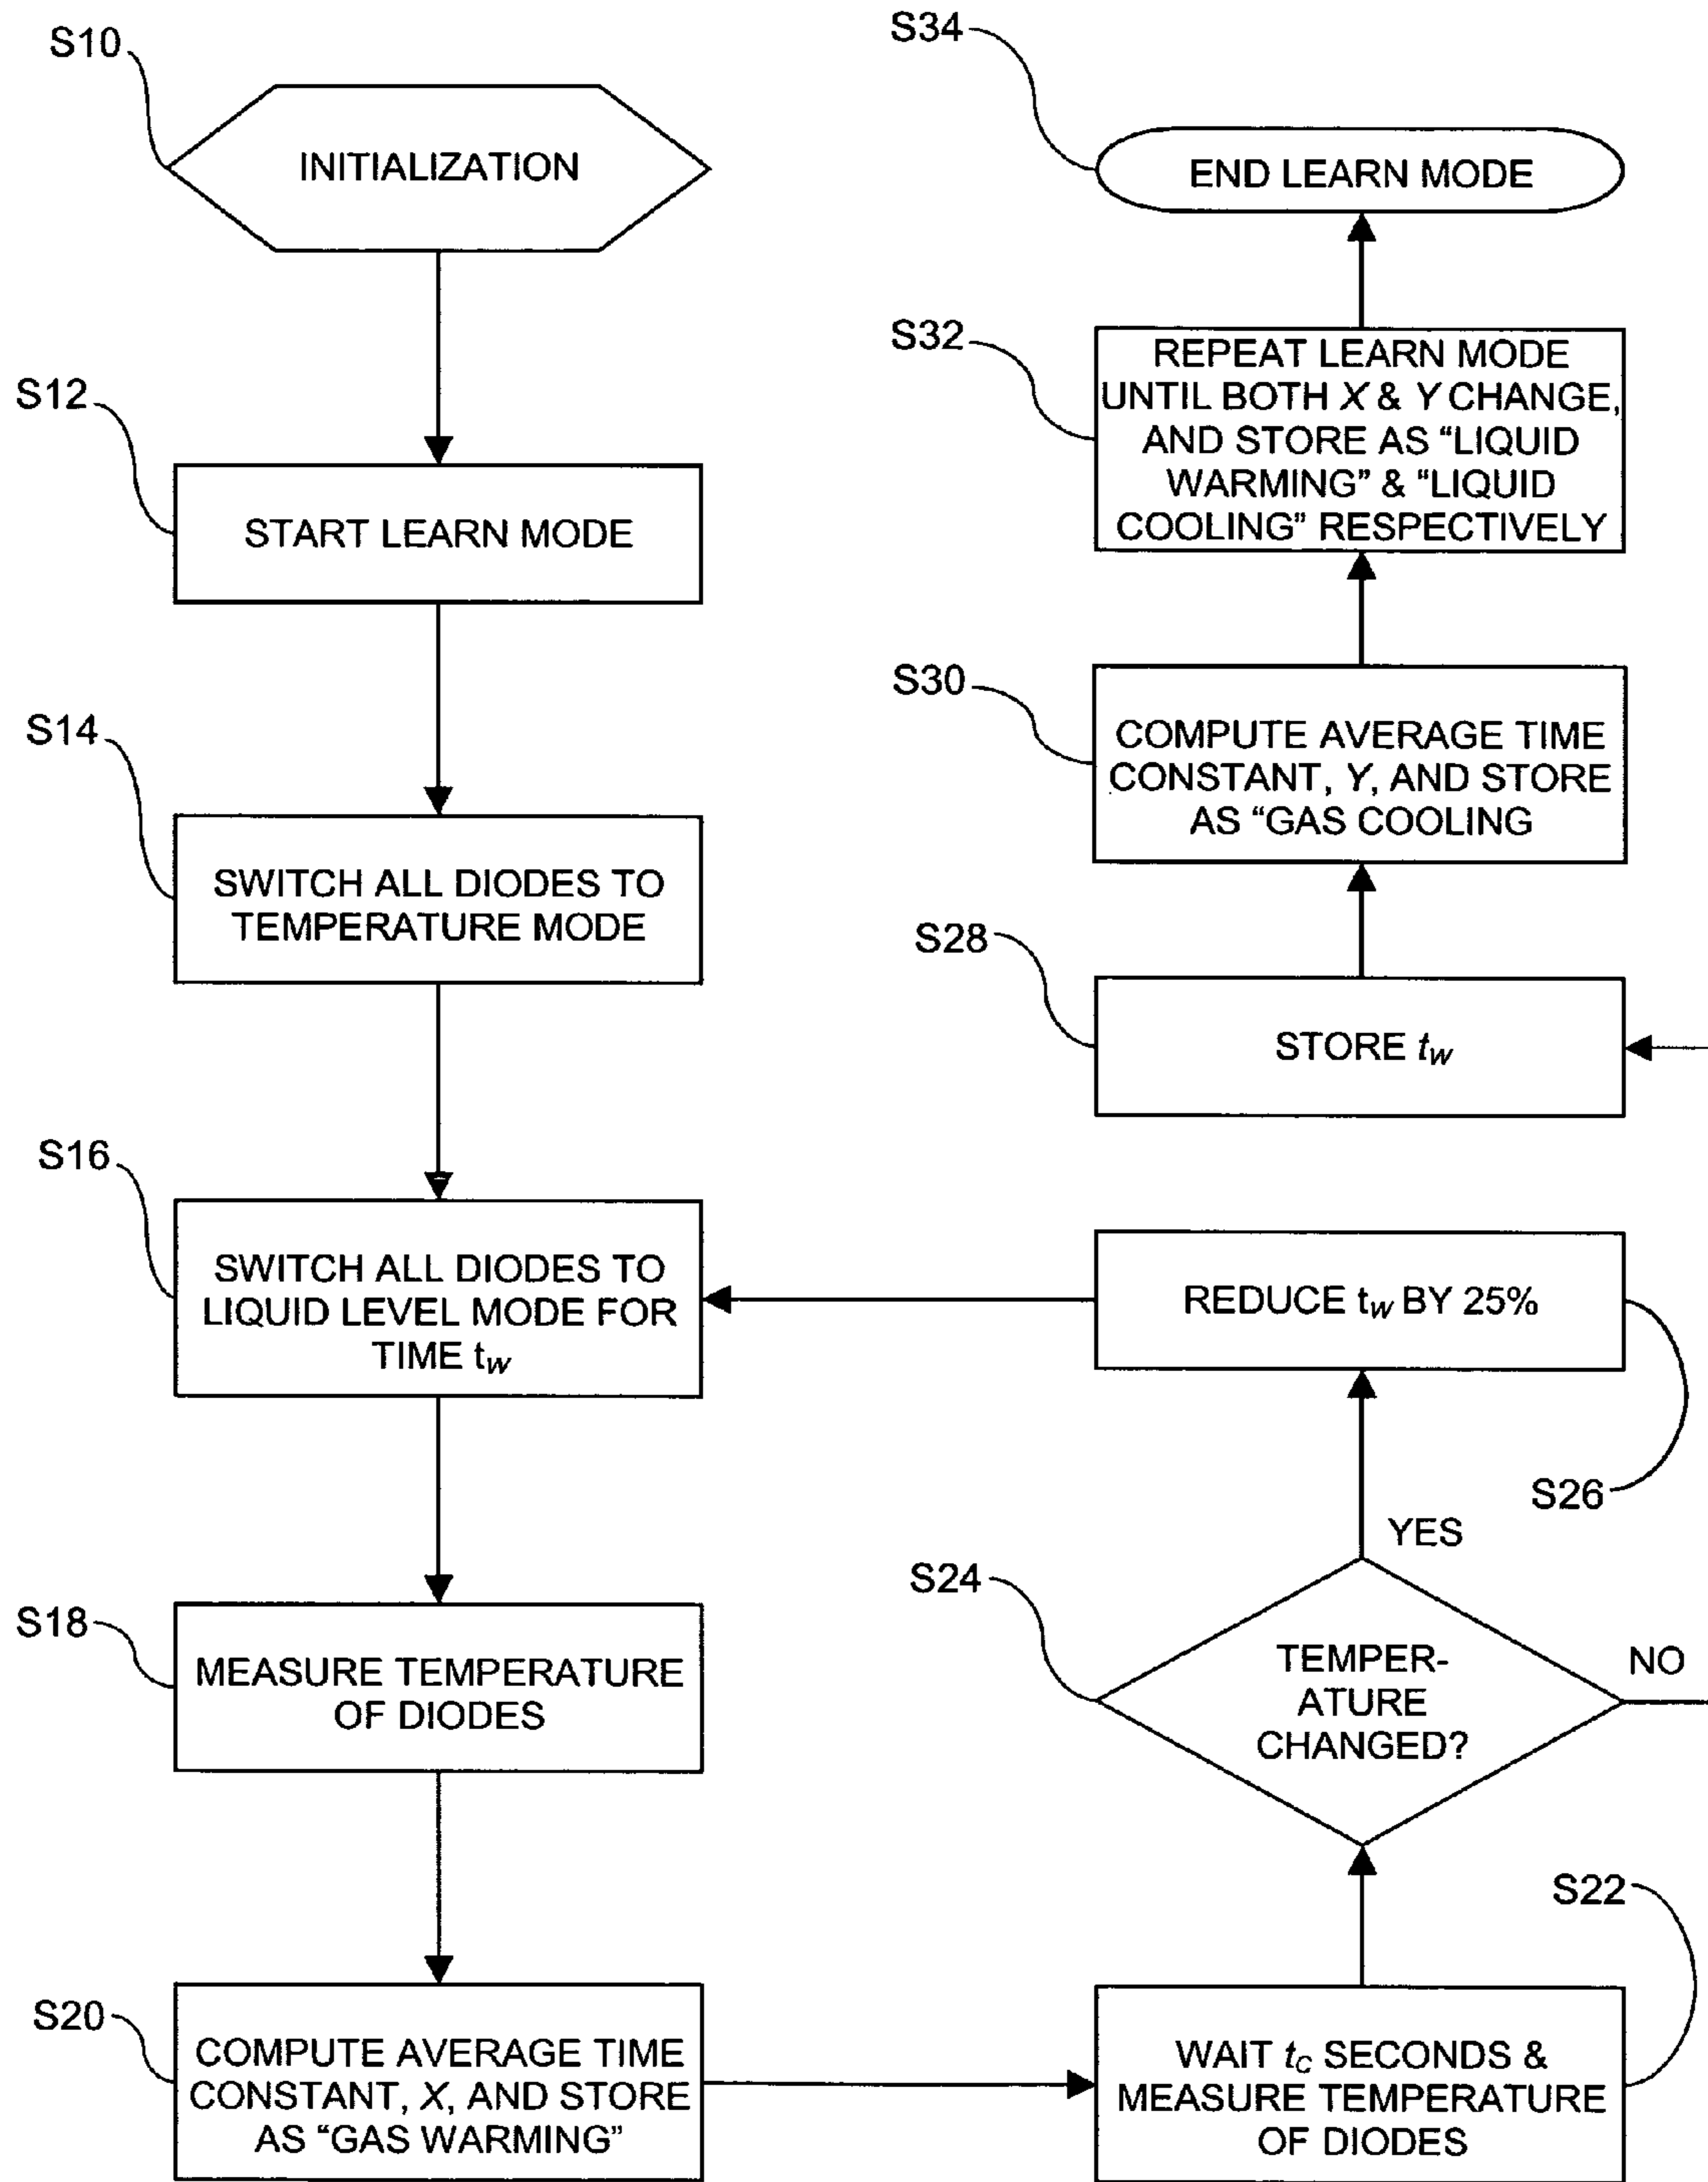 S10
INITIALIZATION
S12
START LEARN MODE
S14
SWITCH ALL DIODES TO
TEMPERATURE MODE
S16
SWITCH ALL DIODES TO
LIQUID LEVEL MODE FOR
TIME tW
S18
MEASURE TEMPERATURE
OF DIODES
S20
COMPUTE AVERAGE TIME
CONSTANT, X, AND STORE
AS “GAS WARMING”
S22
WAIT tC SECONDS &
MEASURE TEMPERATURE
OF DIODES
S24
TEMPER-
ATURE
CHANGED?
YES
NO
S26
REDUCE tW BY 25%
S28
STORE tW
S30
COMPUTE AVERAGE TIME
CONSTANT, Y, AND STORE
AS “GAS COOLING
S32
REPEAT LEARN MODE
UNTIL BOTH X & Y CHANGE,
AND STORE AS “LIQUID
WARMING” & “LIQUID
COOLING” RESPECTIVELY
S34
END LEARN MODE